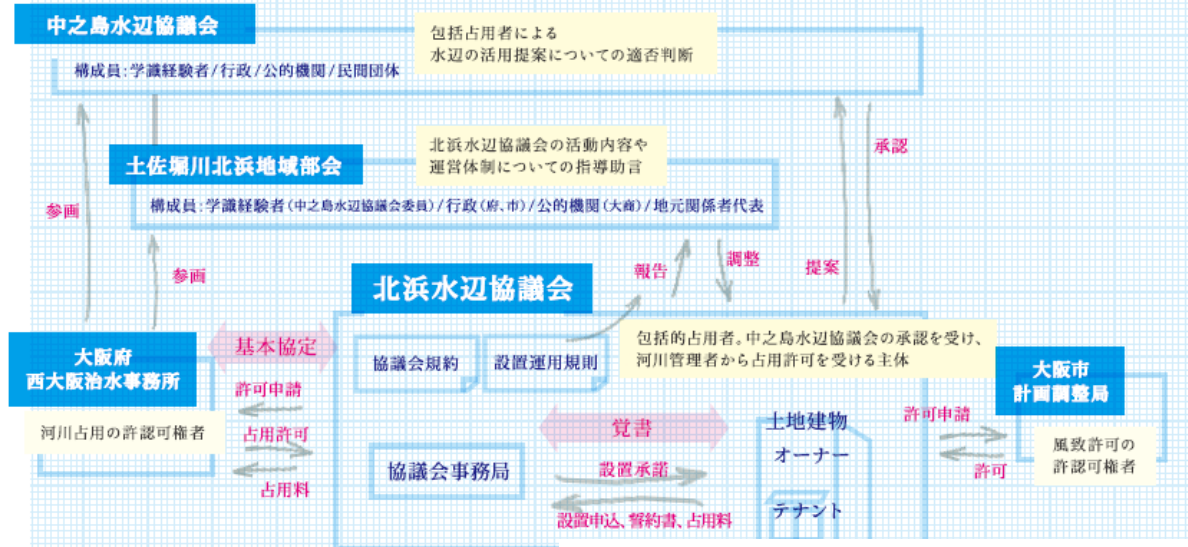 中之島水辺協議会
包括占用者による
水辺の活用提案についての適否判断
構成員:学識経験者/行政/公的機関/民間団体
土佐堀川北浜地域部会
北浜水辺協議会の活動内容や
運営体制についての指導助言
構成員:学識経験者(中之島水辺協議会委員)/行政(府、市)/公的機関(大商)/地元関係者代表
参画
参画
報告
調整
提案
承認
北浜水辺協議会
包括的占用者。中之島水辺協議会の承認を受け、
河川管理者から占用許可を受ける主体
協議会規約
設置運用規則
大阪府
西大阪治水事務所
河川占用の許認可権者
基本協定
許可申請
占用許可
占用料
協議会事務局
覚書
設置承諾
設置申込、誓約書、占用料
土地建物
オーナー
テナント
許可申請
許可
大阪市
計画調整局
風致許可の
許認可権者